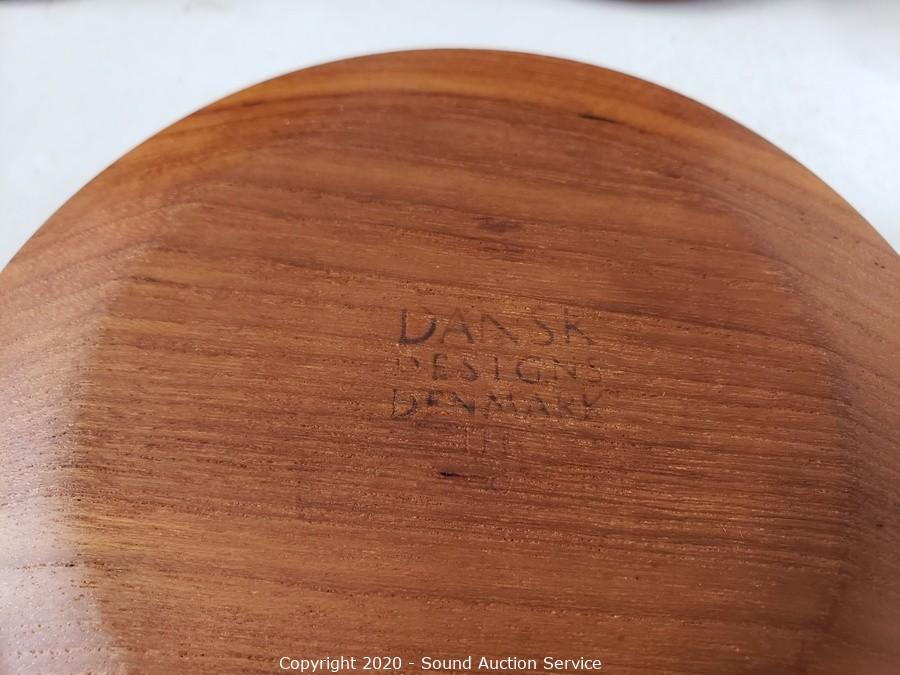 DANSK
DESIGNS
DENMARK
Copyright 2020 - Sound Auction Service